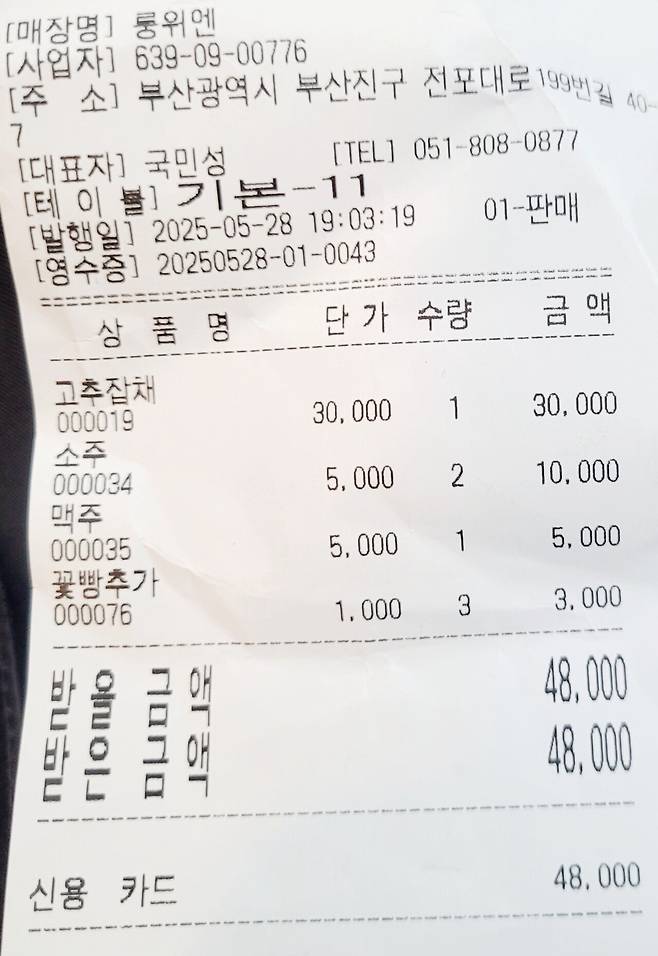 [매장명] 룽위엔
[사업자] 639-09-00776
[주 소] 부산광역시 부산진구 전포대로199번길 40-
7
[대표자] 국민성 [TEL] 051-808-0877
[테 이 블] 기본-11
[발행일] 2025-05-28 19:03:19 01-판매
[영수증] 20250528-01-0043
상 품 명 단 가 수량 금 액
고추잡채
000019 30,000 1 30,000
소주
000034 5,000 2 10,000
맥주
000035 5,000 1 5,000
꽃빵추가
000076 1,000 3 3,000
받 을 금 액 48,000
받 은 금 액 48,000
신용 카드 48,000